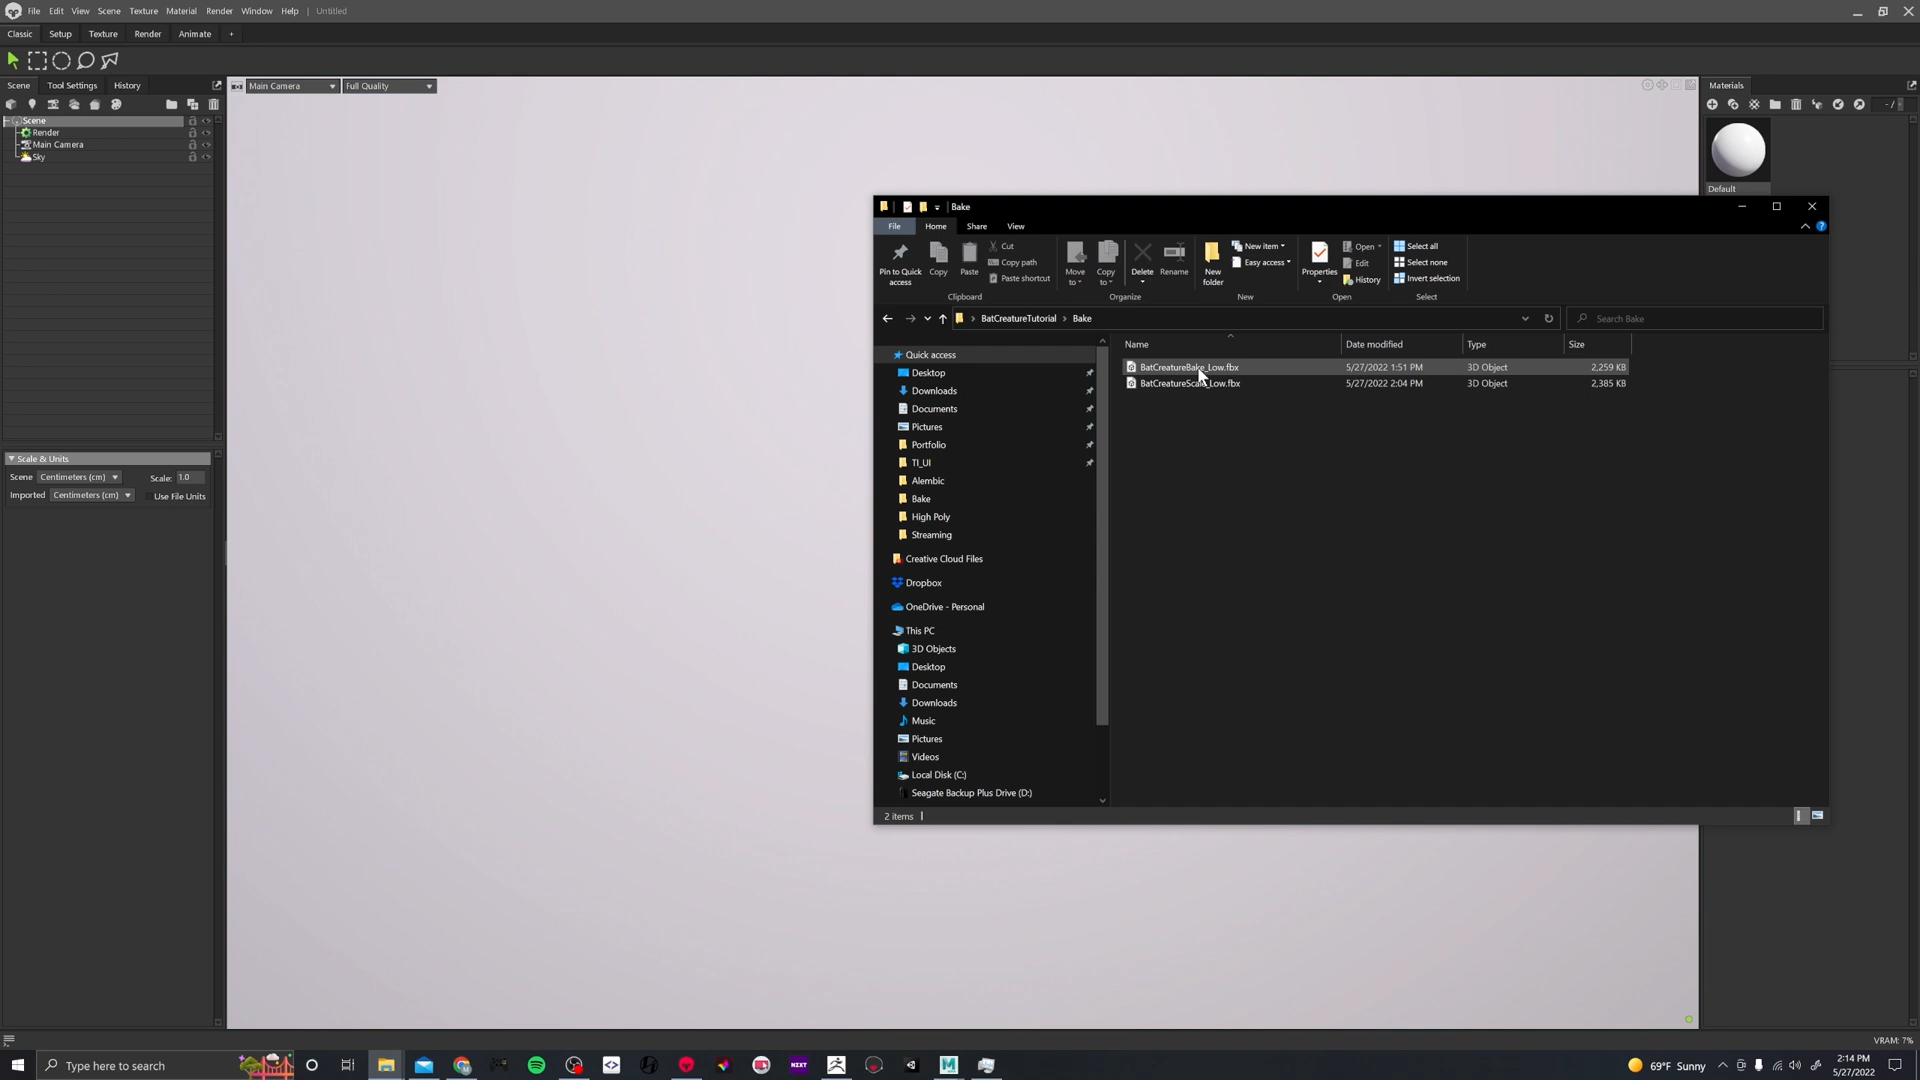 File Edit View Scene Texture Material Render Window Help | Untitled
Classic Setup Texture Render Animate +
Scene Tool Settings History
Main Camera Full Quality
Materials
Scene
Render
Main Camera
Sky
- /
Default
Scale & Units
Scene Centimeters (cm) Scale: 1.0
Imported Centimeters (cm) Use File Units
Bake
File Home Share View
Pin to Quick access
Copy
Paste
Cut
Copy path
Paste shortcut
Move to
Copy to
Delete
Rename
New folder
New item
Easy access
Properties
Open
Edit
History
Select all
Select none
Invert selection
Clipboard Organize New Open Select
BatCreatureTutorial > Bake
Search Bake
Name Date modified Type Size
BatCreatureBake_Low.fbx 5/27/2022 1:51 PM 3D Object 2,259 KB
BatCreatureScale_Low.fbx 5/27/2022 2:04 PM 3D Object 2,385 KB
Quick access
Desktop
Downloads
Documents
Pictures
Portfolio
TI_UI
Alembic
Bake
High Poly
Streaming
Creative Cloud Files
Dropbox
OneDrive - Personal
This PC
3D Objects
Desktop
Documents
Downloads
Music
Pictures
Videos
Local Disk (C:)
Seagate Backup Plus Drive (D:)
2 items
VRAM: 7%
Type here to search
NZXT
69°F Sunny
2:14 PM
5/27/2022